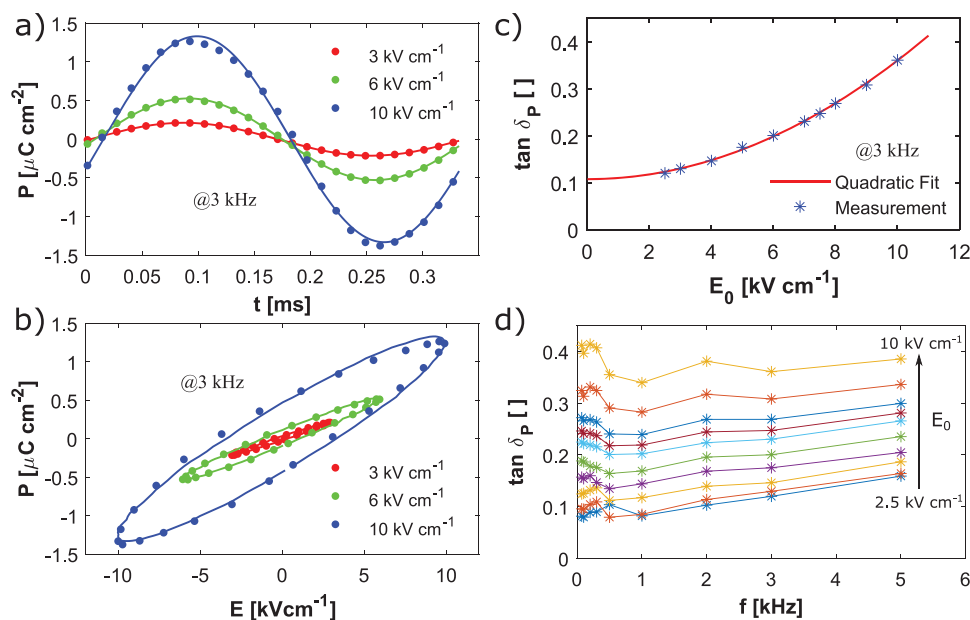 a)
P [µC cm⁻²]
1.5
1
0.5
0
-0.5
-1
-1.5
3 kV cm⁻¹
6 kV cm⁻¹
10 kV cm⁻¹
@3 kHz
0 0.05 0.1 0.15 0.2 0.25 0.3
t [ms]
b)
P [µC cm⁻²]
1.5
1
0.5
0
-0.5
-1
-1.5
@3 kHz
3 kV cm⁻¹
6 kV cm⁻¹
10 kV cm⁻¹
-10 -5 0 5 10
E [kVcm⁻¹]
c)
tan δP [ ]
0.4
0.3
0.2
0.1
0
@3 kHz
Quadratic Fit
Measurement
0 2 4 6 8 10 12
E₀ [kV cm⁻¹]
d)
tan δP [ ]
0.4
0.3
0.2
0.1
0
10 kV cm⁻¹
E₀
2.5 kV cm⁻¹
0 1 2 3 4 5 6
f [kHz]